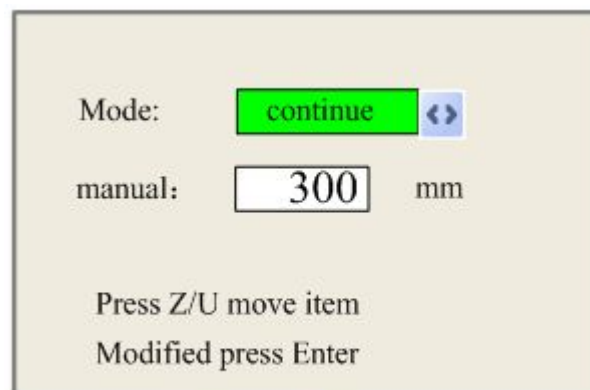 Mode: continue
manual： 300 mm
Press Z/U move item
Modified press Enter